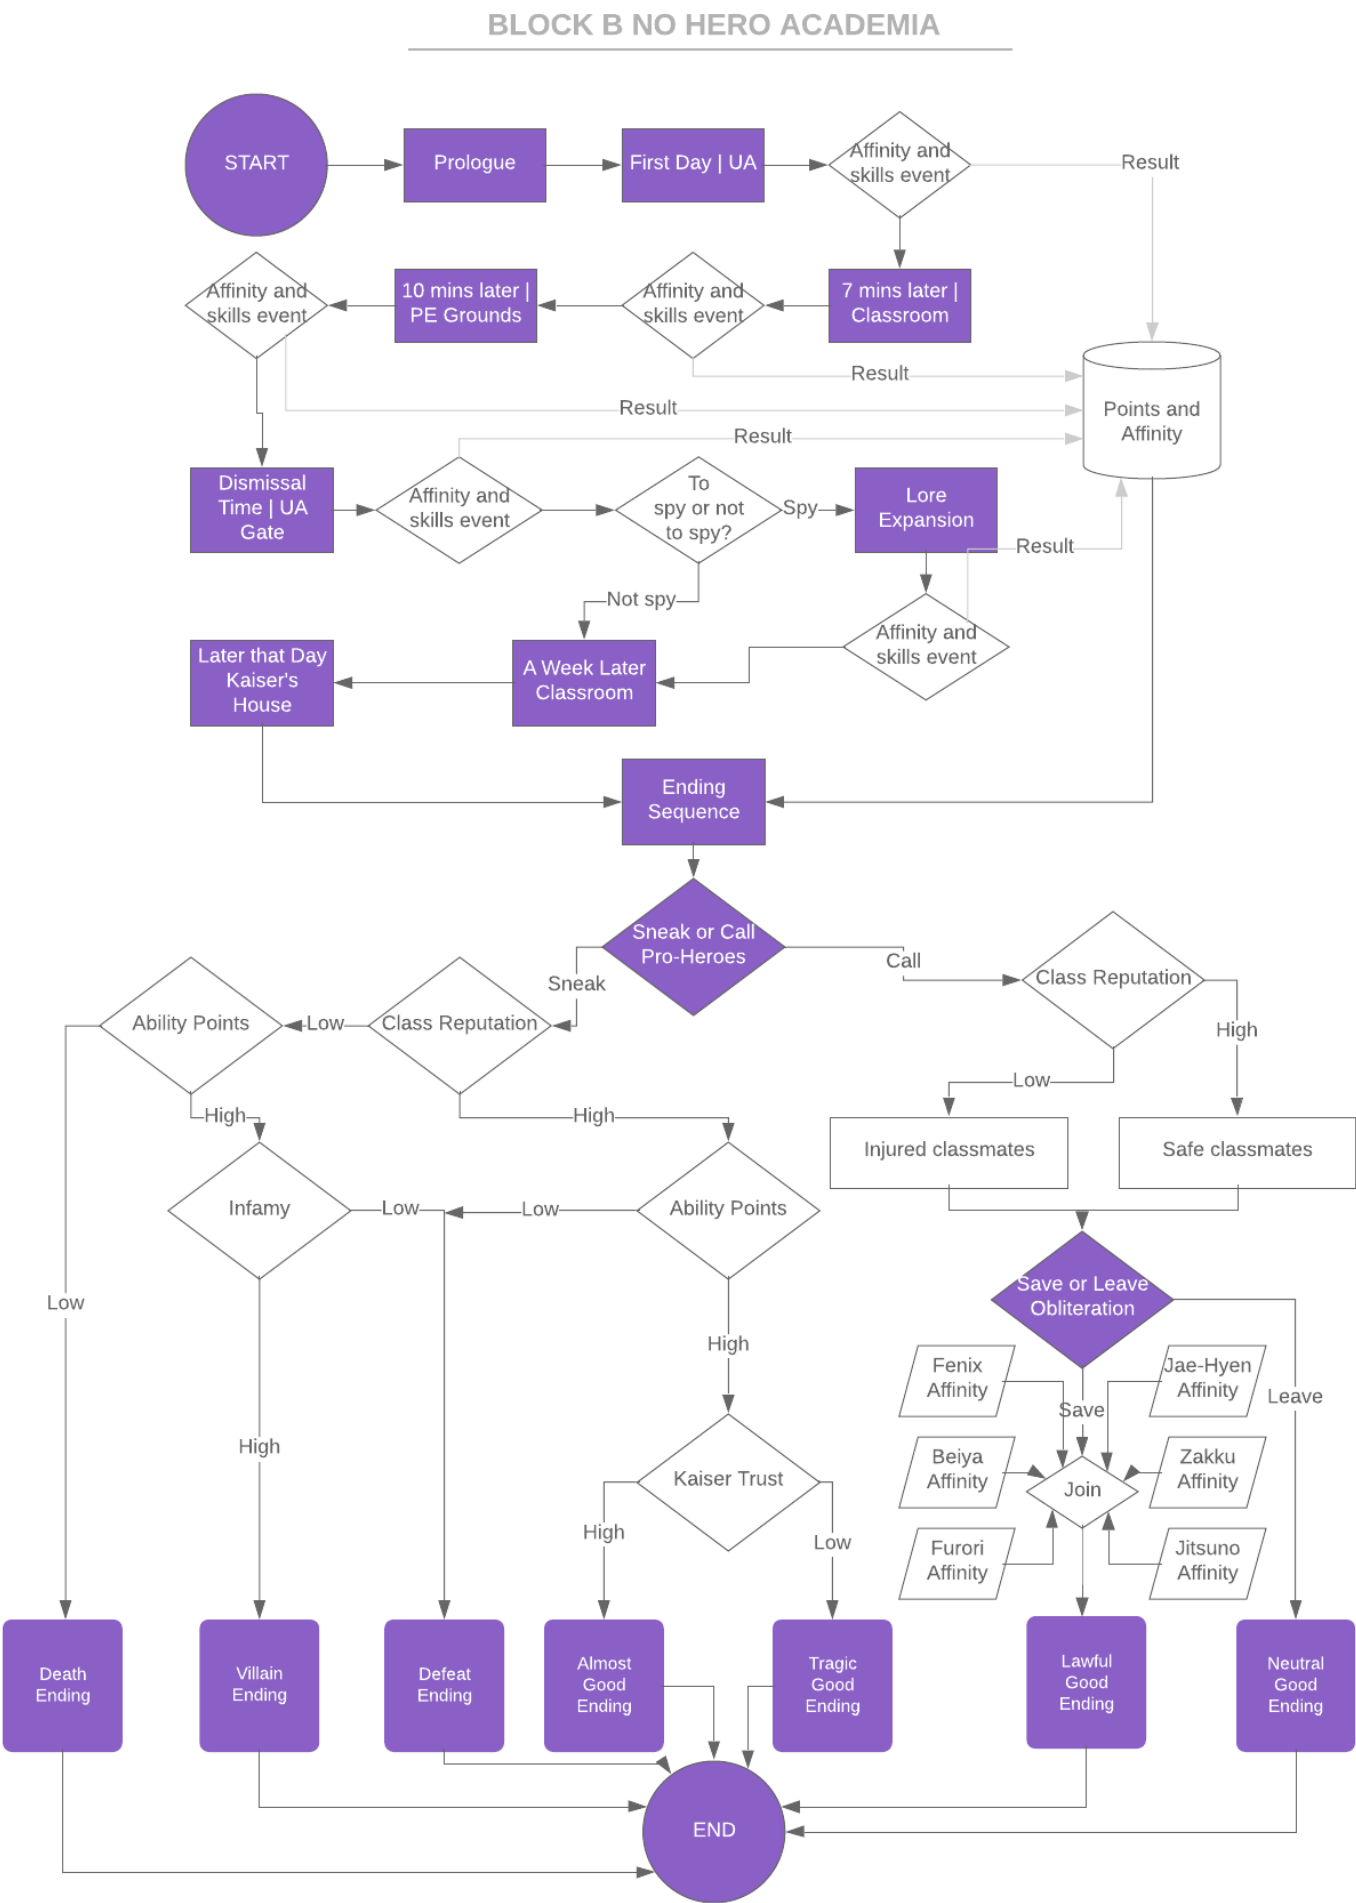 BLOCK B NO HERO ACADEMIA
START
Prologue
First Day | UA
Affinity and
skills event
Result
Affinity and
skills event
10 mins later |
PE Grounds
Affinity and
skills event
7 mins later |
Classroom
Result
Result
Points and
Affinity
Result
Dismissal
Time | UA
Gate
Affinity and
skills event
To
spy or not
to spy?
Spy
Lore
Expansion
Result
Not spy
Affinity and
skills event
Later that Day
Kaiser's
House
A Week Later
Classroom
Ending
Sequence
Sneak or Call
Pro-Heroes
Call
Sneak
Class Reputation
Ability Points
Low
Class Reputation
High
Low
High
High
Injured classmates
Safe classmates
Infamy
Low
Low
Ability Points
Save or Leave
Obliteration
Low
High
Fenix
Affinity
Jae-Hyen
Affinity
Save
Leave
High
Beiya
Affinity
Zakku
Affinity
Kaiser Trust
Join
High
Low
Furori
Affinity
Jitsuno
Affinity
Death
Ending
Villain
Ending
Defeat
Ending
Almost
Good
Ending
Tragic
Good
Ending
Lawful
Good
Ending
Neutral
Good
Ending
END